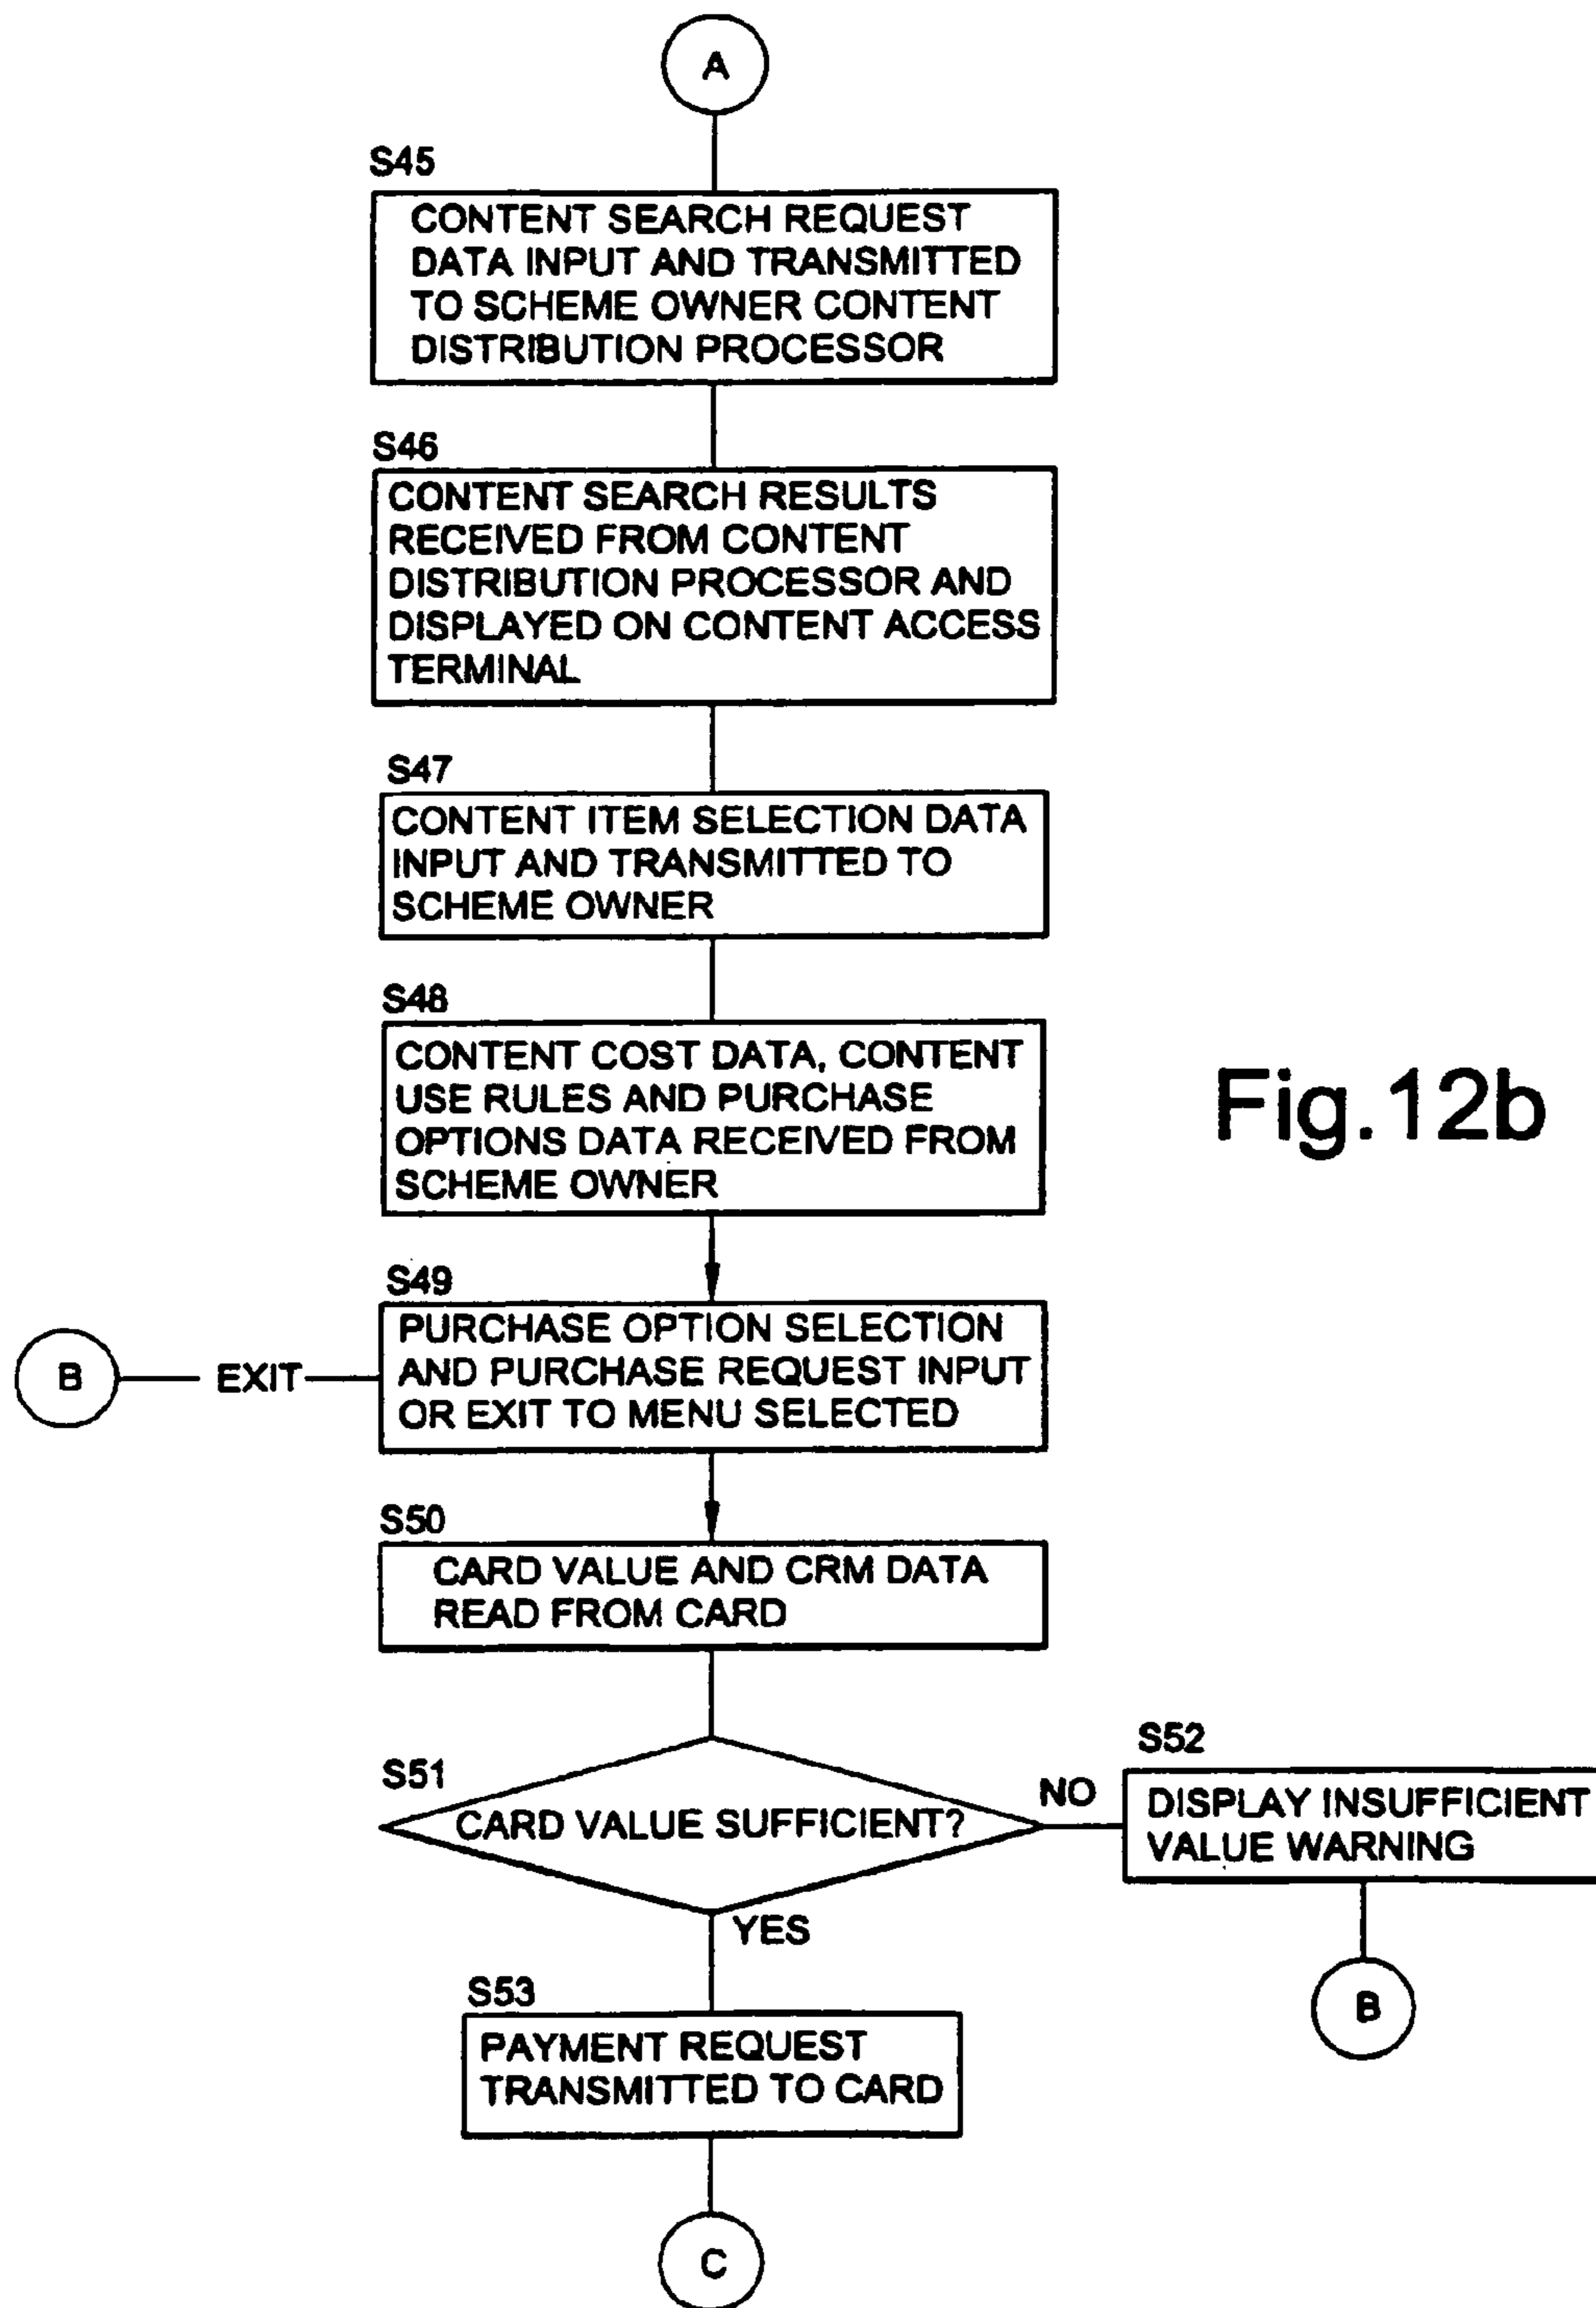 A
S45
CONTENT SEARCH REQUEST
DATA INPUT AND TRANSMITTED
TO SCHEME OWNER CONTENT
DISTRIBUTION PROCESSOR
S46
CONTENT SEARCH RESULTS
RECEIVED FROM CONTENT
DISTRIBUTION PROCESSOR AND
DISPLAYED ON CONTENT ACCESS
TERMINAL
S47
CONTENT ITEM SELECTION DATA
INPUT AND TRANSMITTED TO
SCHEME OWNER
S48
CONTENT COST DATA, CONTENT
USE RULES AND PURCHASE
OPTIONS DATA RECEIVED FROM
SCHEME OWNER
Fig.12b
S49
PURCHASE OPTION SELECTION
AND PURCHASE REQUEST INPUT
OR EXIT TO MENU SELECTED
B
EXIT
S50
CARD VALUE AND CRM DATA
READ FROM CARD
S51
CARD VALUE SUFFICIENT?
NO
S52
DISPLAY INSUFFICIENT
VALUE WARNING
B
YES
S53
PAYMENT REQUEST
TRANSMITTED TO CARD
C